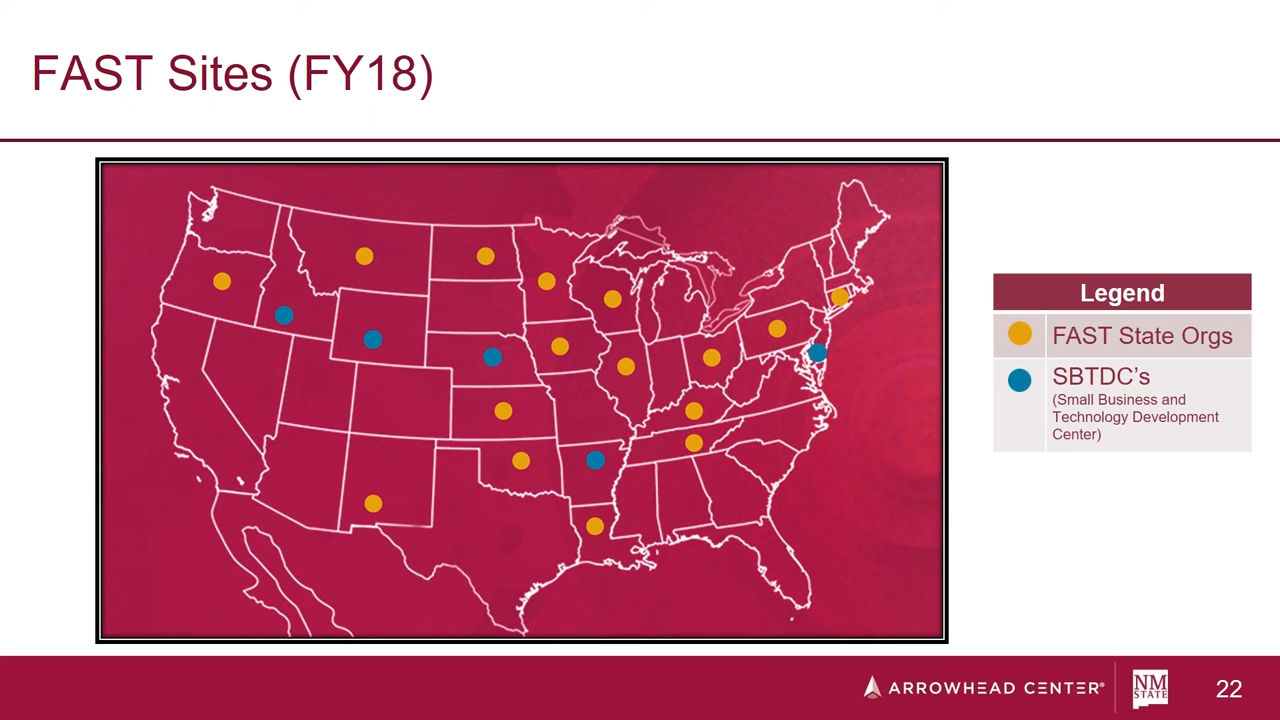 FAST Sites (FY18)
Legend
FAST State Orgs
SBTDC's
(Small Business and
Technology Development
Center)
ARROWHEAD CENTER®
NM
STATE
22